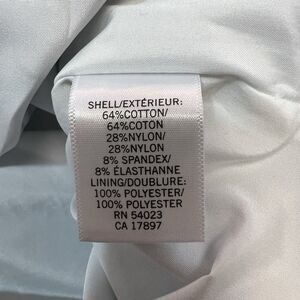 SHELL/EXTÉRIEUR:
64%COTTON/
64%COTON
28%NYLON/
28%NYLON
8% SPANDEX/
8% ÉLASTHANNE
LINING/DOUBLURE:
100% POLYESTER/
100% POLYESTER
RN 54023
CA 17897